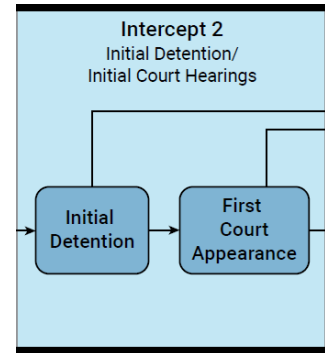 Intercept 2
Initial Detention/
Initial Court Hearings
Initial
Detention
First
Court
Appearance